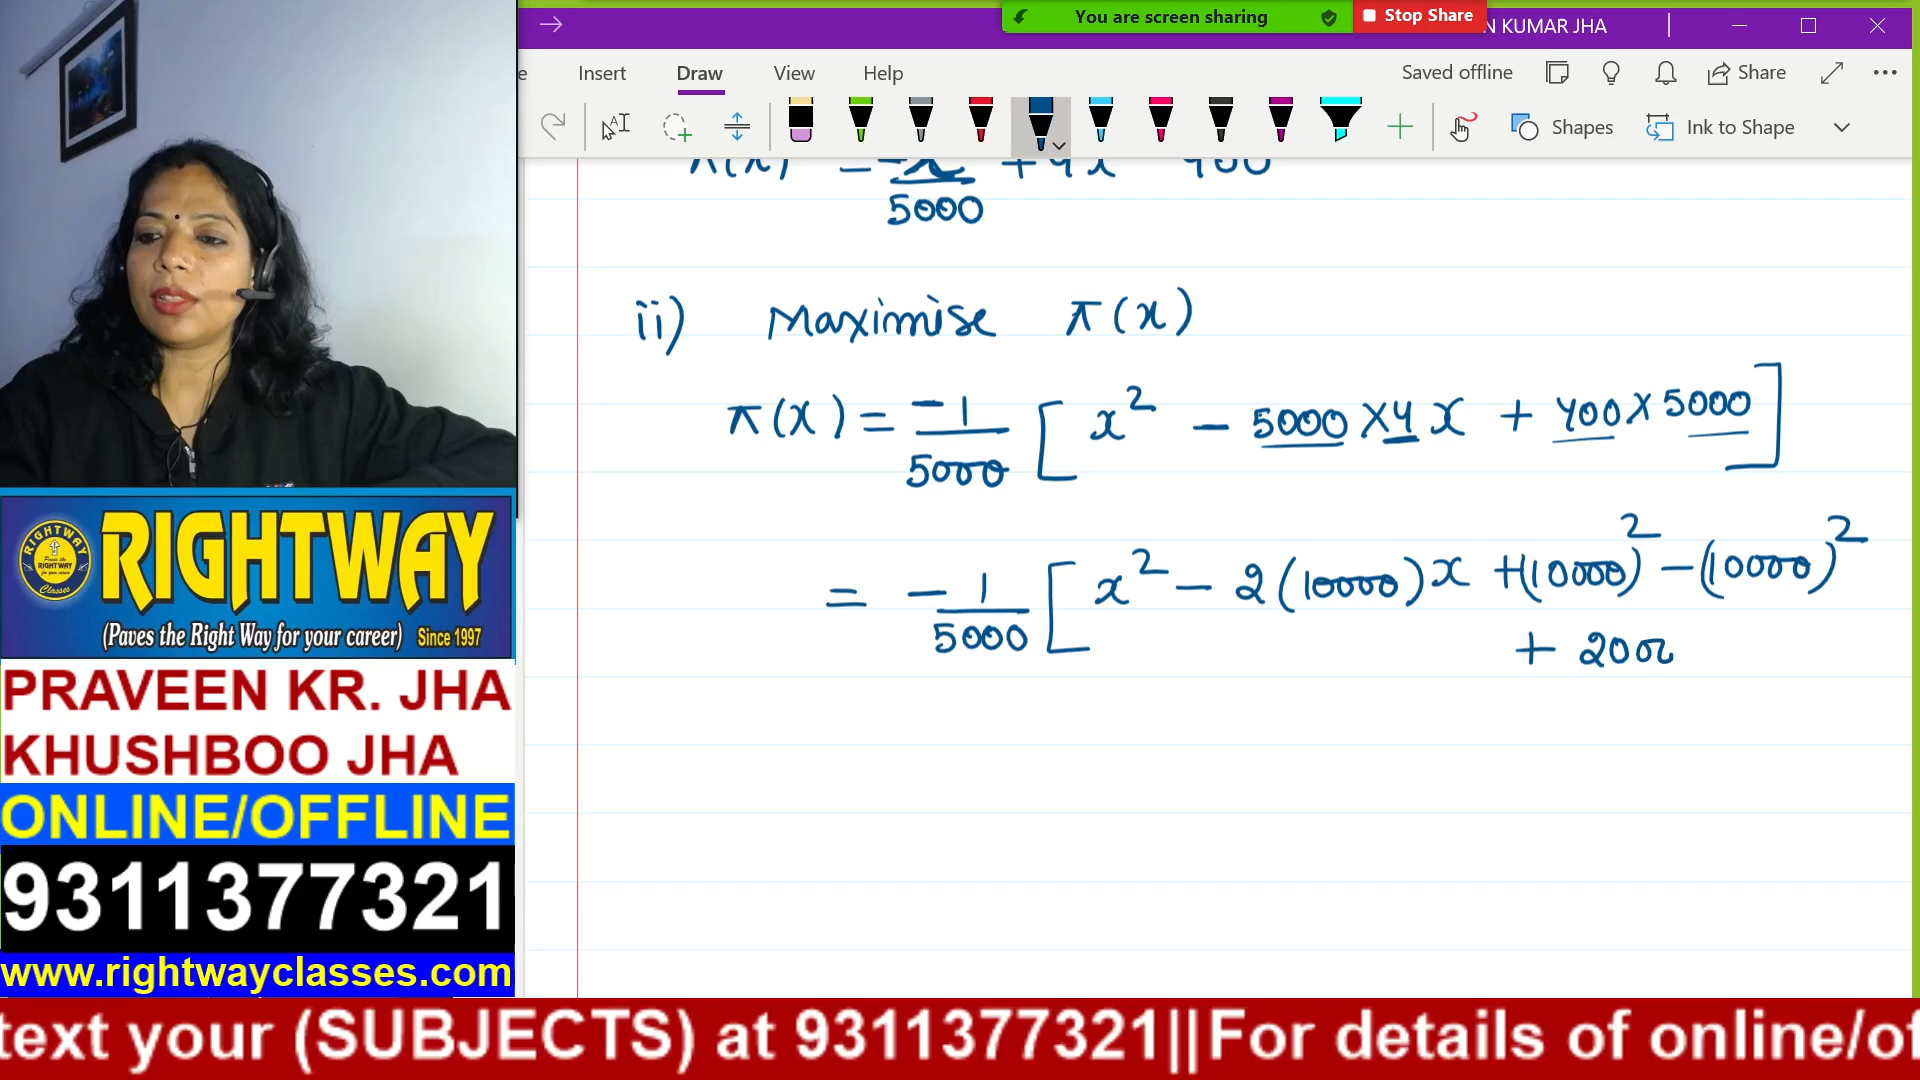 You are screen sharing
Stop Share
N KUMAR JHA
Insert Draw View Help
Saved offline
Share
Shapes
Ink to Shape
5000
ii) Maximise π(x)
π(x) = -1/5000 [ x² - 5000 × 4 x + 400 × 5000 ]
= -1/5000 [ x² - 2(10000)x + (10000)² - (10000)²
+ 2000
RIGHTWAY
(Paves the Right Way for your career) Since 1997
PRAVEEN KR. JHA
KHUSHBOO JHA
ONLINE/OFFLINE
9311377321
www.rightwayclasses.com
text your (SUBJECTS) at 9311377321||For details of online/of